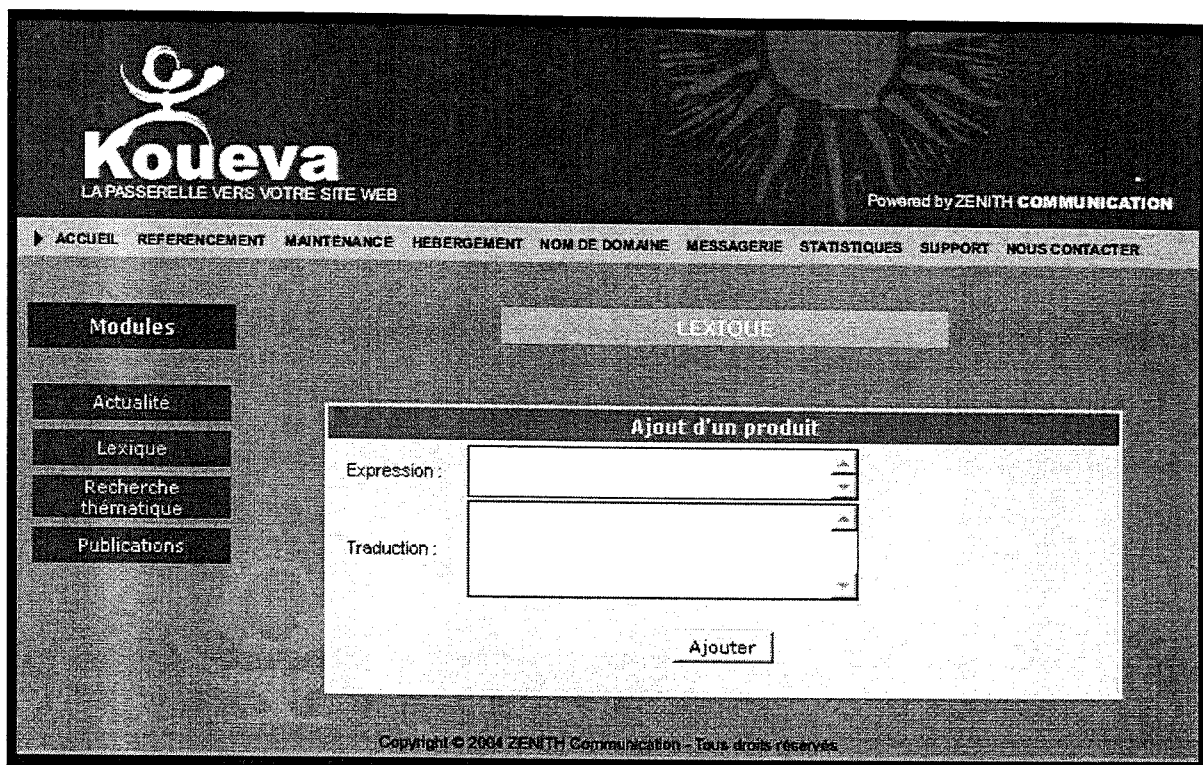 Koueva
LA PASSERELLE VERS VOTRE SITE WEB
Powered by ZENITH COMMUNICATION
ACCUEIL REFERENCEMENT MAINTENANCE HEBERGEMENT NOM DE DOMAINE MESSAGERIE STATISTIQUES SUPPORT NOUS CONTACTER
Modules
LEXIQUE
Actualité
Lexique
Recherche
thématique
Publications
Ajout d'un produit
Expression :
Traduction :
Ajouter
Copyright © 2004 ZENITH Communication - Tous droits réservés